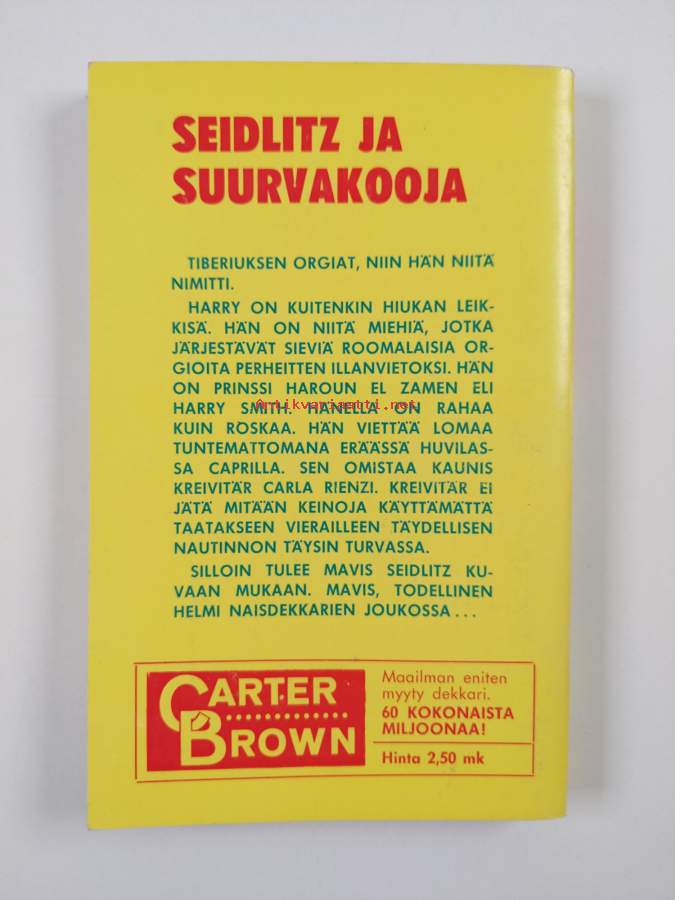 SEIDLITZ JA
SUURVAKOOJA
TIBERIUKSEN ORGIAT, NIIN HÄN NIITÄ
NIMITTI.
HARRY ON KUITENKIN HIUKAN LEIK-
KISÄ. HÄN ON NIITÄ MIEHIÄ, JOTKA
JÄRJESTÄVÄT SIEVIÄ ROOMALAISIA OR-
GIOITA PERHEITTEN ILLANVIETOKSI. HÄN
ON PRINSSI HAROUN EL ZAMEN ELI
HARRY SMITH. HÄNELLÄ ON RAHAA
Antikvariaatti.net
KUIN ROSKAA. HÄN VIETTÄÄ LOMAA
TUNTEMATTOMANA ERÄÄSSÄ HUVILAS-
SA CAPRILLA. SEN OMISTAA KAUNIS
KREIVITÄR CARLA RIENZI. KREIVITÄR EI
JÄTÄ MITÄÄN KEINOJA KÄYTTÄMÄTTÄ
TAATAKSEEN VIERAILLEEN TÄYDELLISEN
NAUTINNON TÄYSIN TURVASSA.
SILLOIN TULEE MAVIS SEIDLITZ KU-
VAAN MUKAAN. MAVIS, TODELLINEN
HELMI NAISDEKKARIEN JOUKOSSA...
CARTER
BROWN
Maailman eniten
myyty dekkari.
60 KOKONAISTA
MILJOONAA!
Hinta 2,50 mk